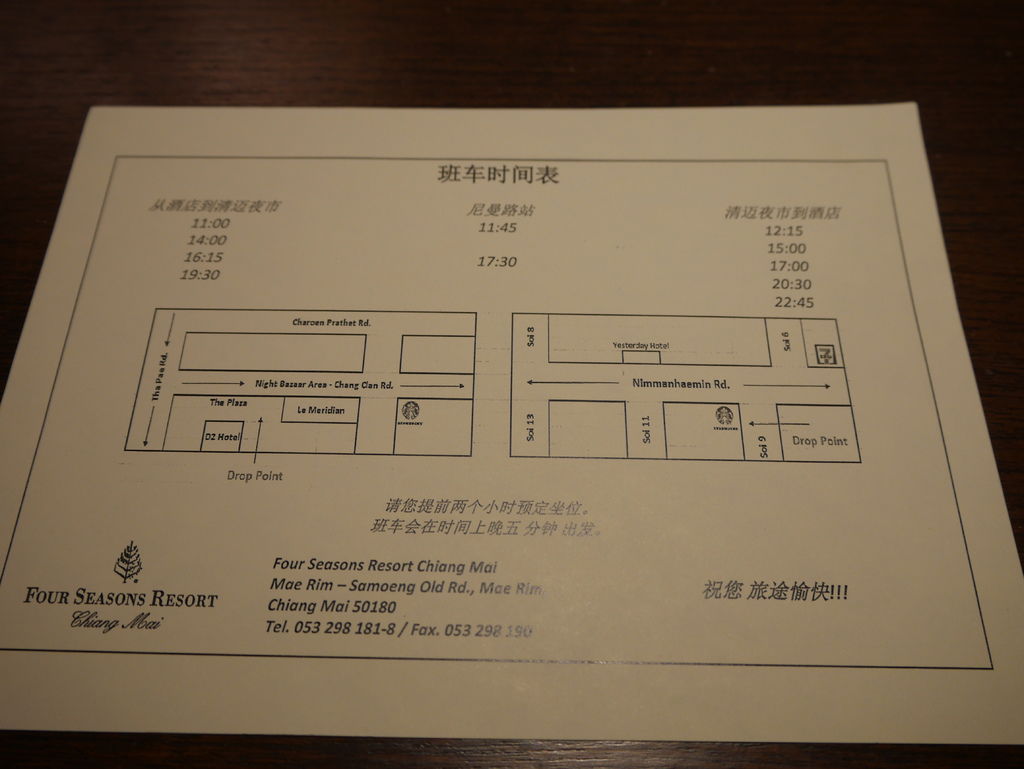 班车时间表
从酒店到清迈夜市
11:00
14:00
16:15
19:30
尼曼路站
11:45
17:30
清迈夜市到酒店
12:15
15:00
17:00
20:30
22:45
Charoen Prathet Rd.
Tha Pae Rd.
Night Bazaar Area - Chang Clan Rd.
The Plaza
Le Meridian
D2 Hotel
STARBUCKS
Drop Point
Soi 8
Yesterday Hotel
Soi 6
Nimmanhaemin Rd.
Soi 13
Soi 11
STARBUCKS
Soi 9
Drop Point
请您提前两个小时预定坐位。
班车会在时间上晚五 分钟 出发。
FOUR SEASONS RESORT
Chiang Mai
Four Seasons Resort Chiang Mai
Mae Rim – Samoeng Old Rd., Mae Rim,
Chiang Mai 50180
Tel. 053 298 181-8 / Fax. 053 298 190
祝您 旅途愉快!!!